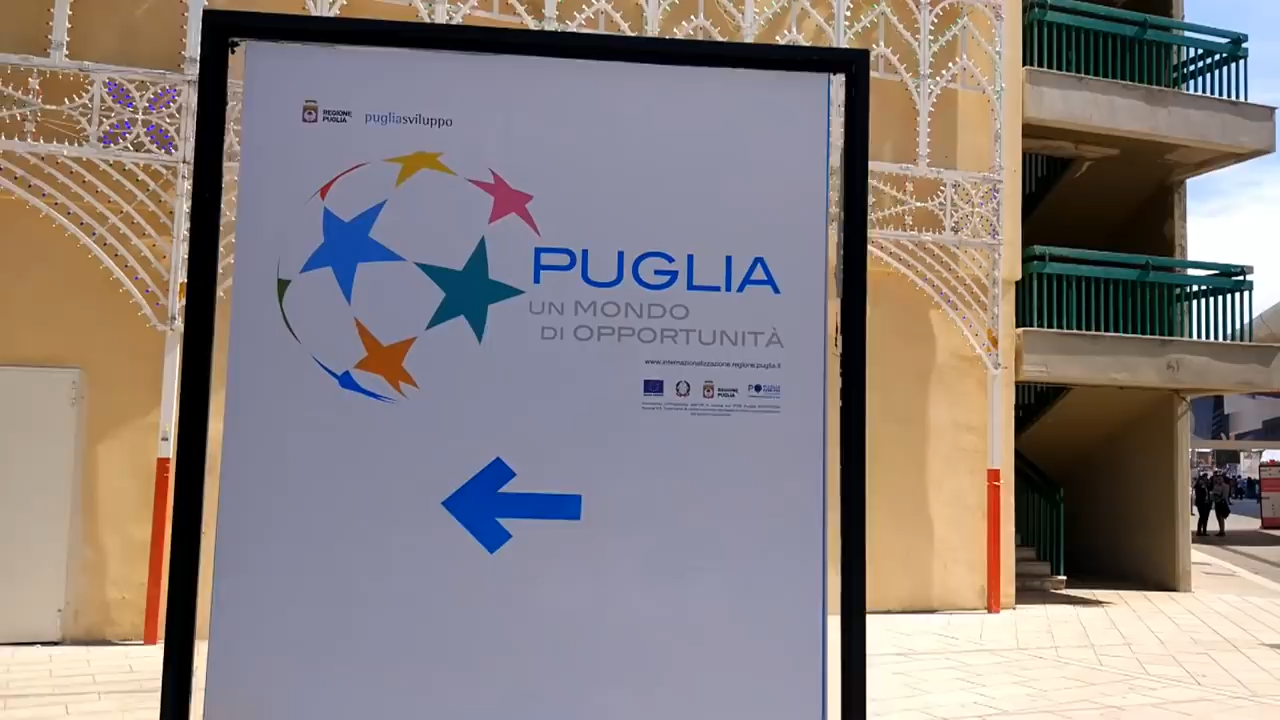 REGIONE
PUGLIA
pugliasviluppo
PUGLIA
UN MONDO
DI OPPORTUNITÀ
www.internazionalizzazione.regione.puglia.it
REGIONE
PUGLIA